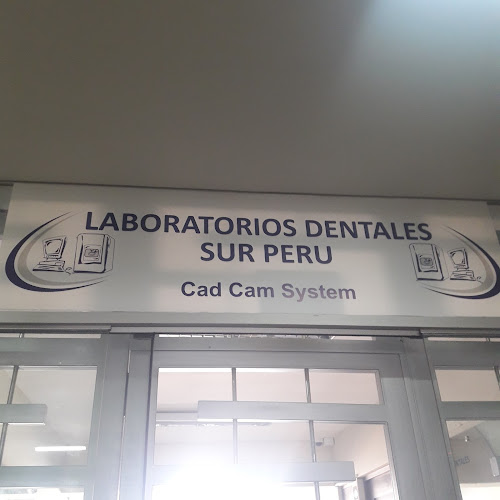 LABORATORIOS DENTALES
SUR PERU
Cad Cam System